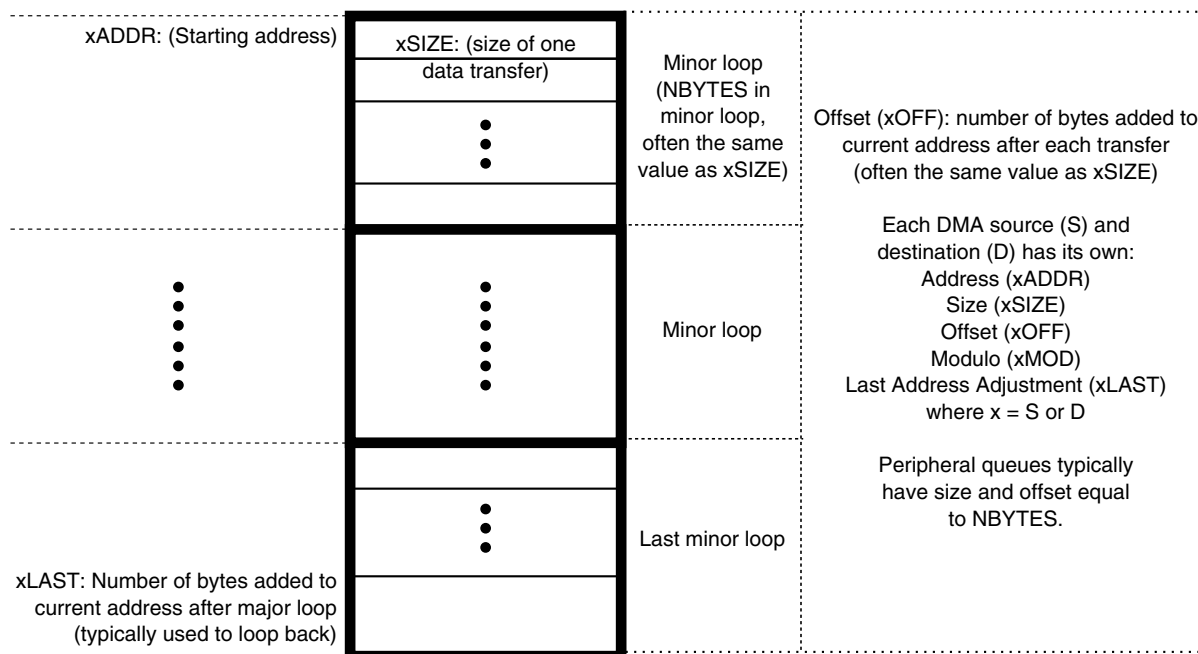 xADDR: (Starting address)
xSIZE: (size of one
data transfer)
Minor loop
(NBYTES in
minor loop,
often the same
value as xSIZE)
Offset (xOFF): number of bytes added to
current address after each transfer
(often the same value as xSIZE)
Each DMA source (S) and
destination (D) has its own:
Address (xADDR)
Size (xSIZE)
Offset (xOFF)
Modulo (xMOD)
Last Address Adjustment (xLAST)
where x = S or D
Peripheral queues typically
have size and offset equal
to NBYTES.
Minor loop
Last minor loop
xLAST: Number of bytes added to
current address after major loop
(typically used to loop back)